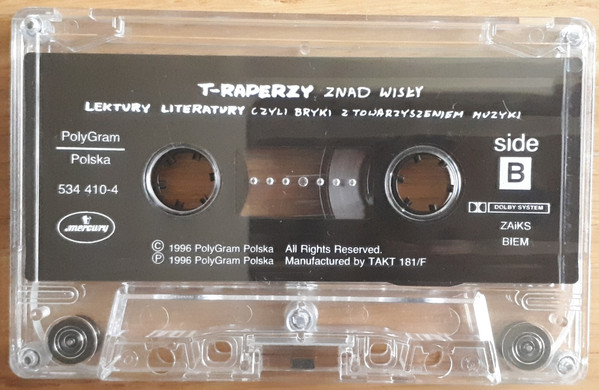 T-RAPERZY ZNAD WISŁY
LEKTURY LITERATURY CZYLI BRYKI Z TOWARZYSZENIEM MUZYKI
PolyGram
Polska
534 410-4
mercury
side
B
DOLBY SYSTEM
ZAiKS
BIEM
© 1996 PolyGram Polska All Rights Reserved.
℗ 1996 PolyGram Polska Manufactured by TAKT 181/F